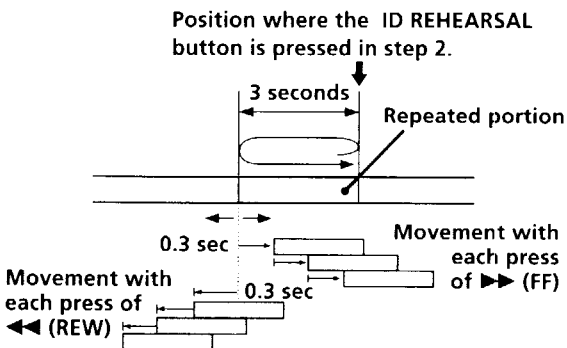 Position where the ID REHEARSAL
button is pressed in step 2.
3 seconds
Repeated portion
0.3 sec
Movement with
each press
of ▶▶ (FF)
0.3 sec
Movement with
each press of
◀◀ (REW)